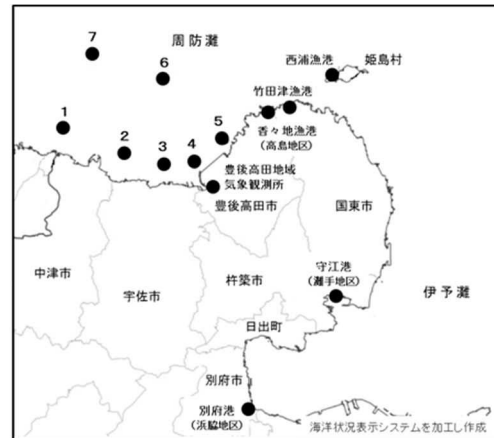 7
周防灘
6
西浦漁港
姫島村
竹田津漁港
1
5
2
3
4
香々地漁港
(高島地区)
豊後高田地域
気象観測所
豊後高田市
国東市
守江港
(灘手地区)
中津市
宇佐市
杵築市
伊予灘
日出町
別府市
別府港
(浜脇地区)
海洋状況表示システムを加工し作成